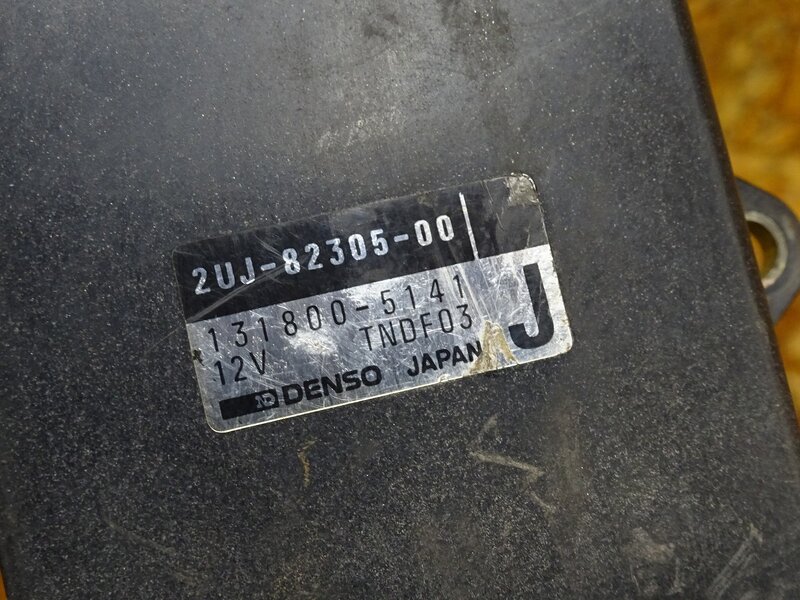 2UJ-82305-00
131800-5141
12V TNDF03
J
DENSO JAPAN